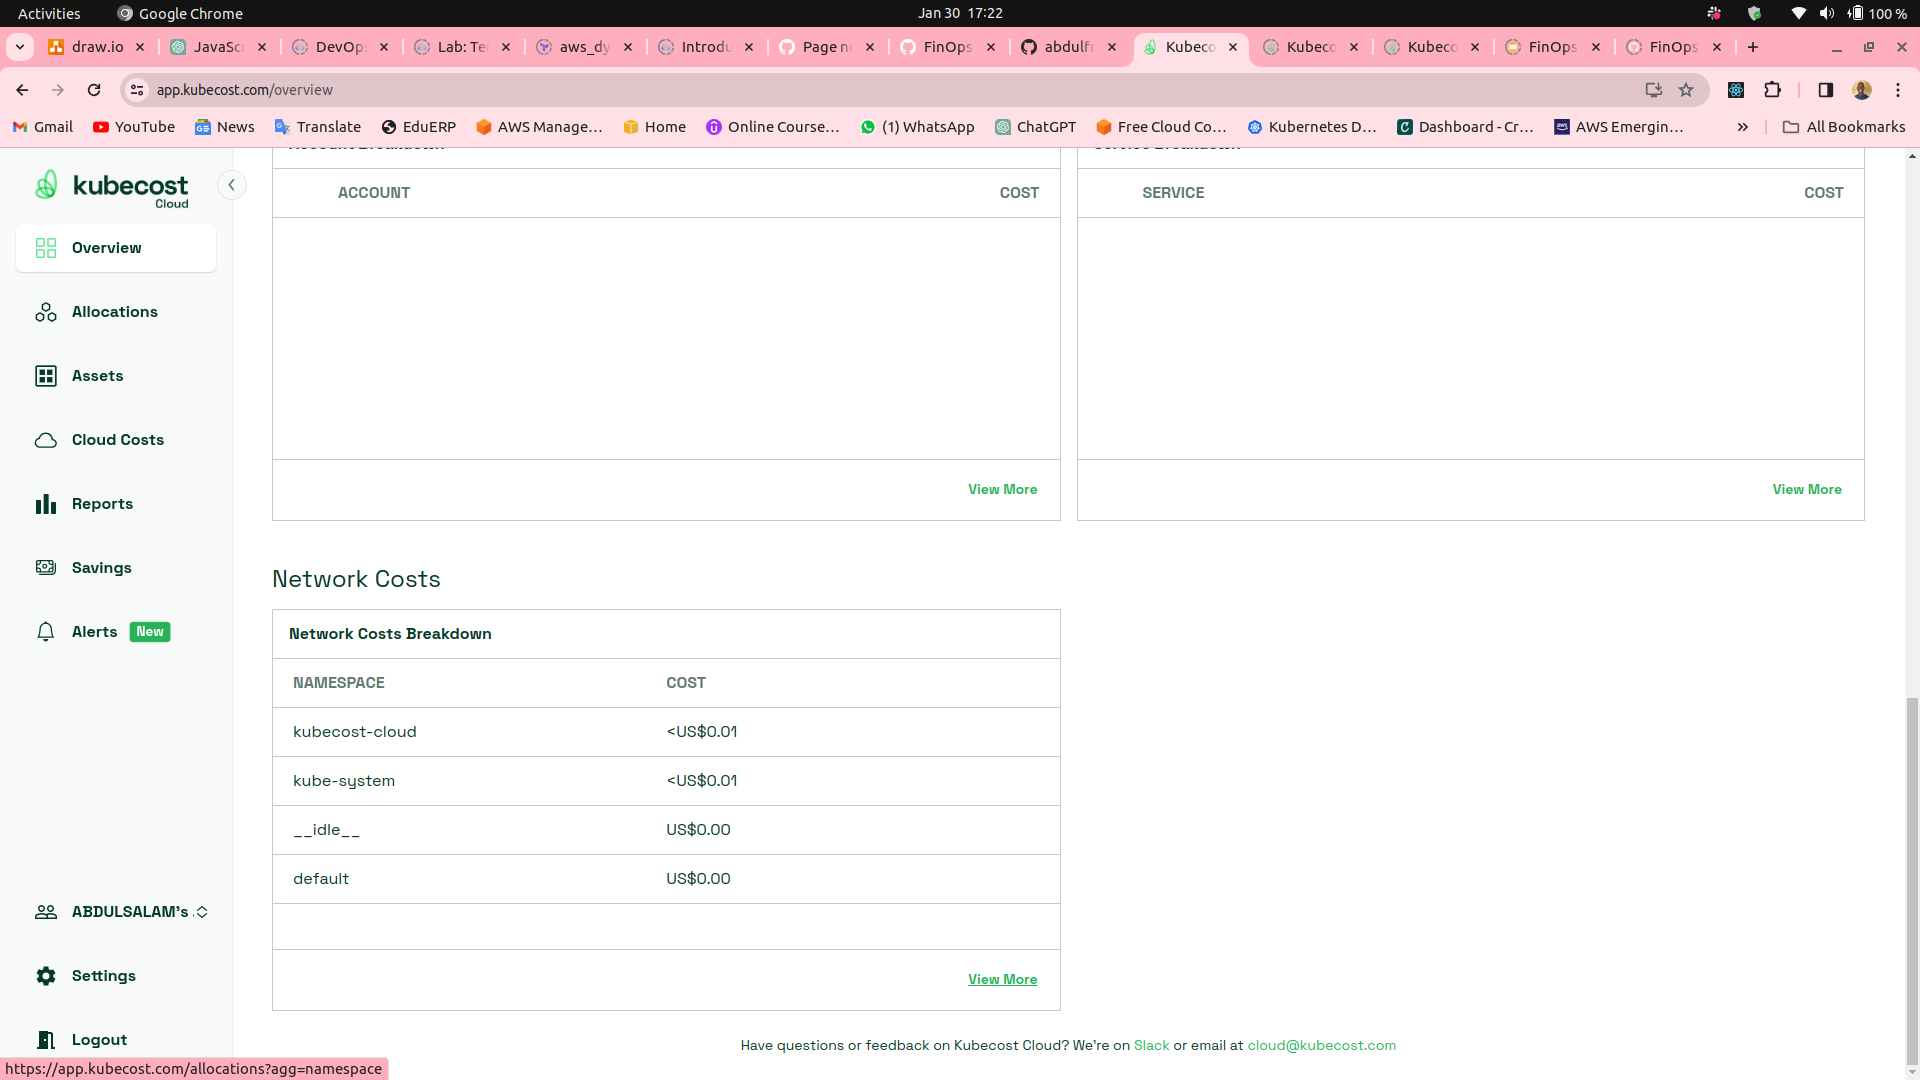 Activities
Google Chrome
Jan 30 17:22
100 %
draw.io
JavaSc
DevOps
Lab: Te
aws_dy
Introdu
Page n
FinOps
abdulfr
Kubeco
Kubeco
Kubeco
FinOps
FinOps
app.kubecost.com/overview
Gmail
YouTube
News
Translate
EduERP
AWS Manage...
Home
Online Course...
(1) WhatsApp
ChatGPT
Free Cloud Co...
Kubernetes D...
Dashboard - Cr...
AWS Emergin...
All Bookmarks
kubecost
Cloud
Overview
Allocations
Assets
Cloud Costs
Reports
Savings
Alerts New
ABDULSALAM's
Settings
Logout
Account Breakdown
ACCOUNT COST
View More
Service Breakdown
SERVICE COST
View More
Network Costs
Network Costs Breakdown
NAMESPACE COST
kubecost-cloud <US$0.01
kube-system <US$0.01
__idle__ US$0.00
default US$0.00
View More
Have questions or feedback on Kubecost Cloud? We're on Slack or email at cloud@kubecost.com
https://app.kubecost.com/allocations?agg=namespace